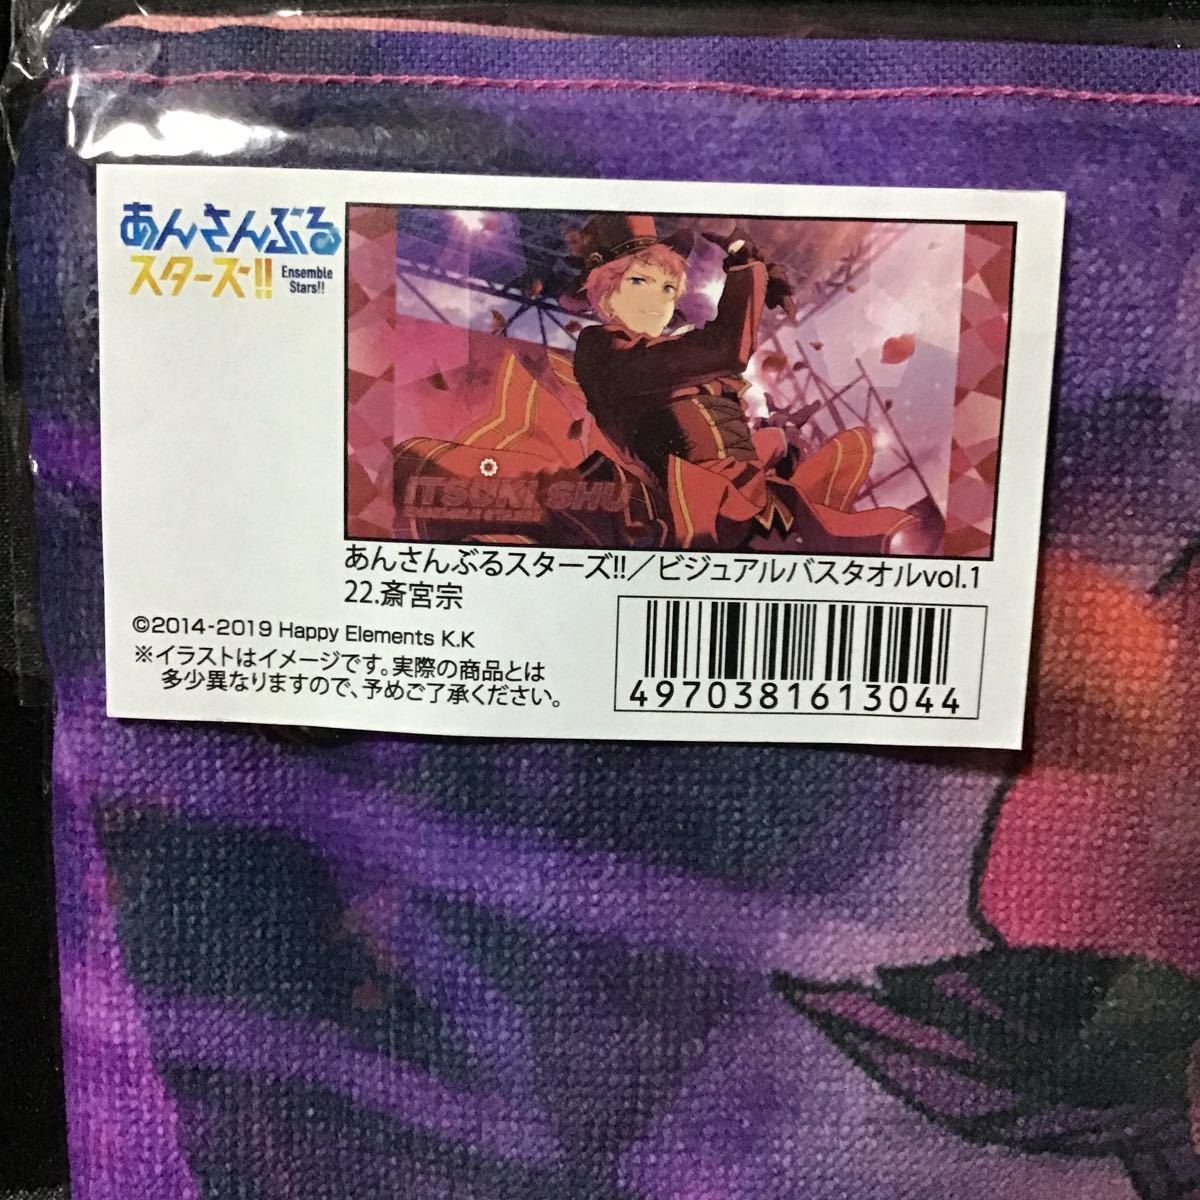 あんさんぶる
スターズ!!
Ensemble
Stars!!
ITSUKI SHU
あんさんぶるスターズ!!／ビジュアルバスタオルvol.1
22.斎宮宗
©2014-2019 Happy Elements K.K
※イラストはイメージです。実際の商品とは
多少異なりますので、予めご了承ください。
4970381613044